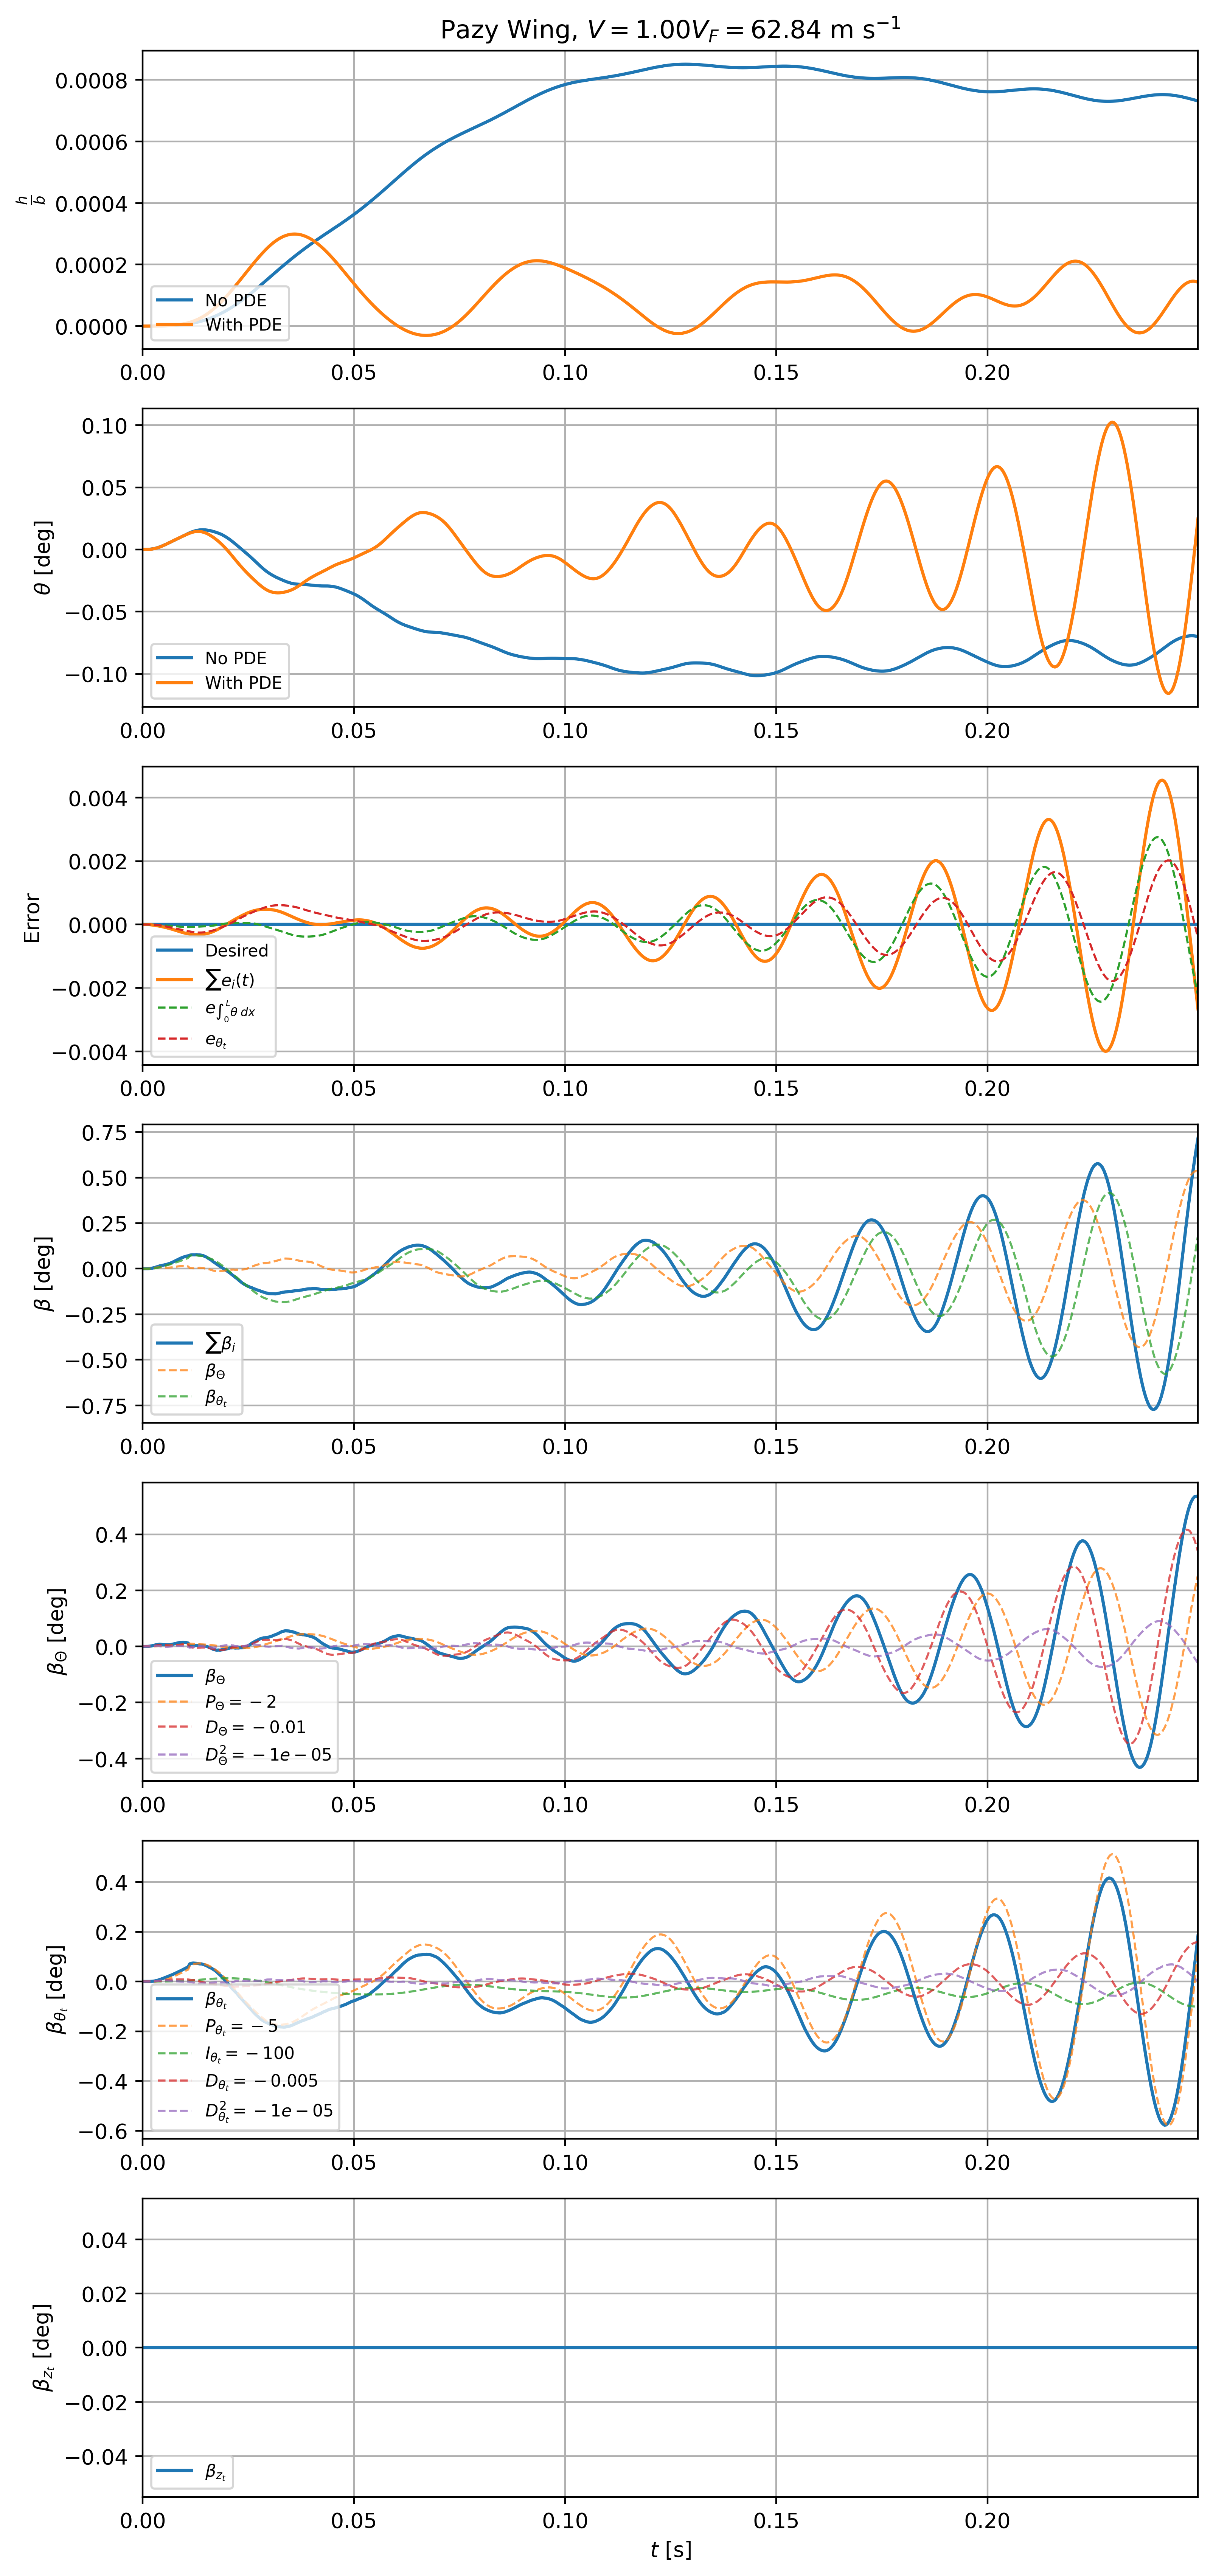 Pazy Wing, V = 1.00V_F = 62.84 m s⁻¹
0.0008
0.0006
0.0004
0.0002
0.0000
h/b
No PDE
With PDE
0.00 0.05 0.10 0.15 0.20
0.10
0.05
0.00
−0.05
−0.10
θ [deg]
No PDE
With PDE
0.00 0.05 0.10 0.15 0.20
0.004
0.002
0.000
−0.002
−0.004
Error
Desired
∑e_i(t)
e_{∫₀ᴸ θ dx}
e_{θ_t}
0.00 0.05 0.10 0.15 0.20
0.75
0.50
0.25
0.00
−0.25
−0.50
−0.75
β [deg]
∑β_i
β_Θ
β_{θ_t}
0.00 0.05 0.10 0.15 0.20
0.4
0.2
0.0
−0.2
−0.4
β_Θ [deg]
β_Θ
P_Θ = −2
D_Θ = −0.01
D²_Θ = −1e−05
0.00 0.05 0.10 0.15 0.20
0.4
0.2
0.0
−0.2
−0.4
−0.6
β_{θ_t} [deg]
β_{θ_t}
P_{θ_t} = −5
I_{θ_t} = −100
D_{θ_t} = −0.005
D²_{θ_t} = −1e−05
0.00 0.05 0.10 0.15 0.20
0.04
0.02
0.00
−0.02
−0.04
β_{z_t} [deg]
β_{z_t}
0.00 0.05 0.10 0.15 0.20
t [s]